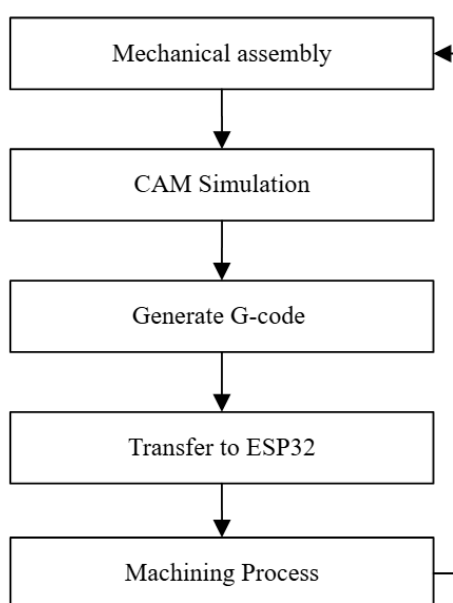 Mechanical assembly
CAM Simulation
Generate G-code
Transfer to ESP32
Machining Process